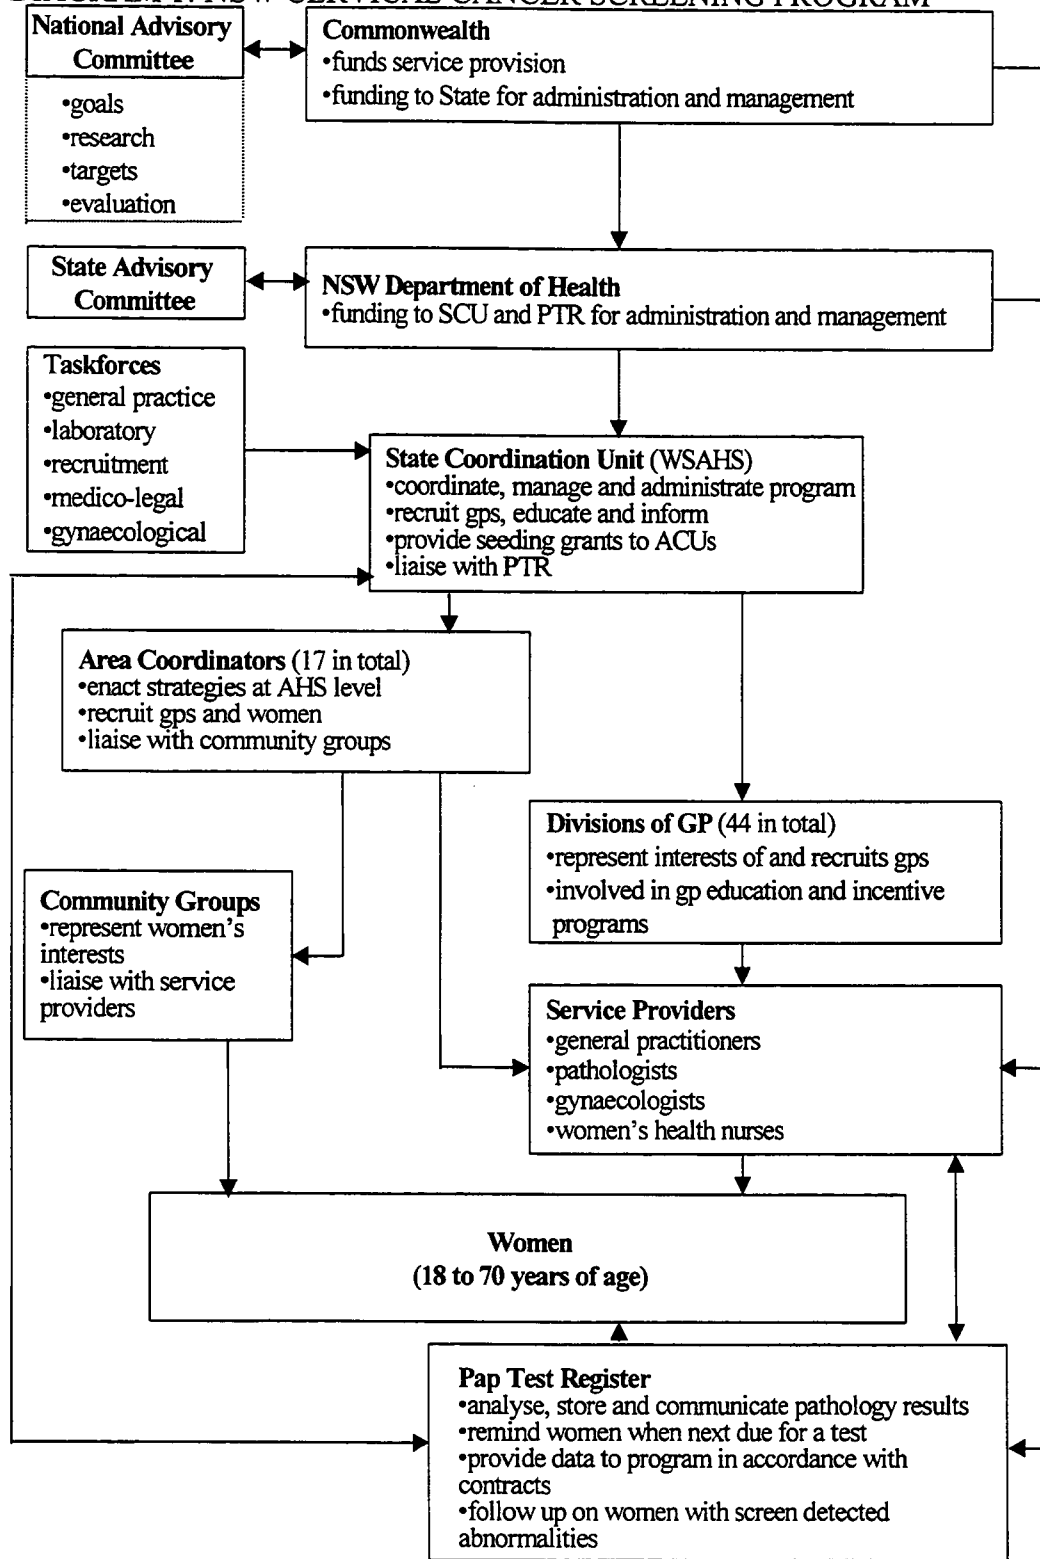 DIAGRAM 1: NSW CERVICAL CANCER SCREENING PROGRAM
National Advisory
Committee
•goals
•research
•targets
•evaluation
Commonwealth
•funds service provision
•funding to State for administration and management
State Advisory
Committee
NSW Department of Health
•funding to SCU and PTR for administration and management
Taskforces
•general practice
•laboratory
•recruitment
•medico-legal
•gynaecological
State Coordination Unit (WSAHS)
•coordinate, manage and administrate program
•recruit gps, educate and inform
•provide seeding grants to ACUs
•liaise with PTR
Area Coordinators (17 in total)
•enact strategies at AHS level
•recruit gps and women
•liaise with community groups
Divisions of GP (44 in total)
•represent interests of and recruits gps
•involved in gp education and incentive
programs
Community Groups
•represent women's
interests
•liaise with service
providers
Service Providers
•general practitioners
•pathologists
•gynaecologists
•women's health nurses
Women
(18 to 70 years of age)
Pap Test Register
•analyse, store and communicate pathology results
•remind women when next due for a test
•provide data to program in accordance with
contracts
•follow up on women with screen detected
abnormalities